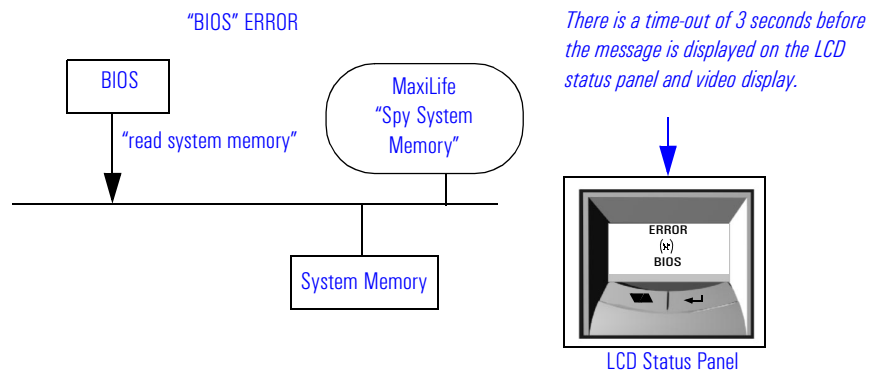 “BIOS” ERROR
BIOS
“read system memory”
MaxiLife
“Spy System
Memory”
System Memory
There is a time-out of 3 seconds before
the message is displayed on the LCD
status panel and video display.
ERROR
BIOS
LCD Status Panel